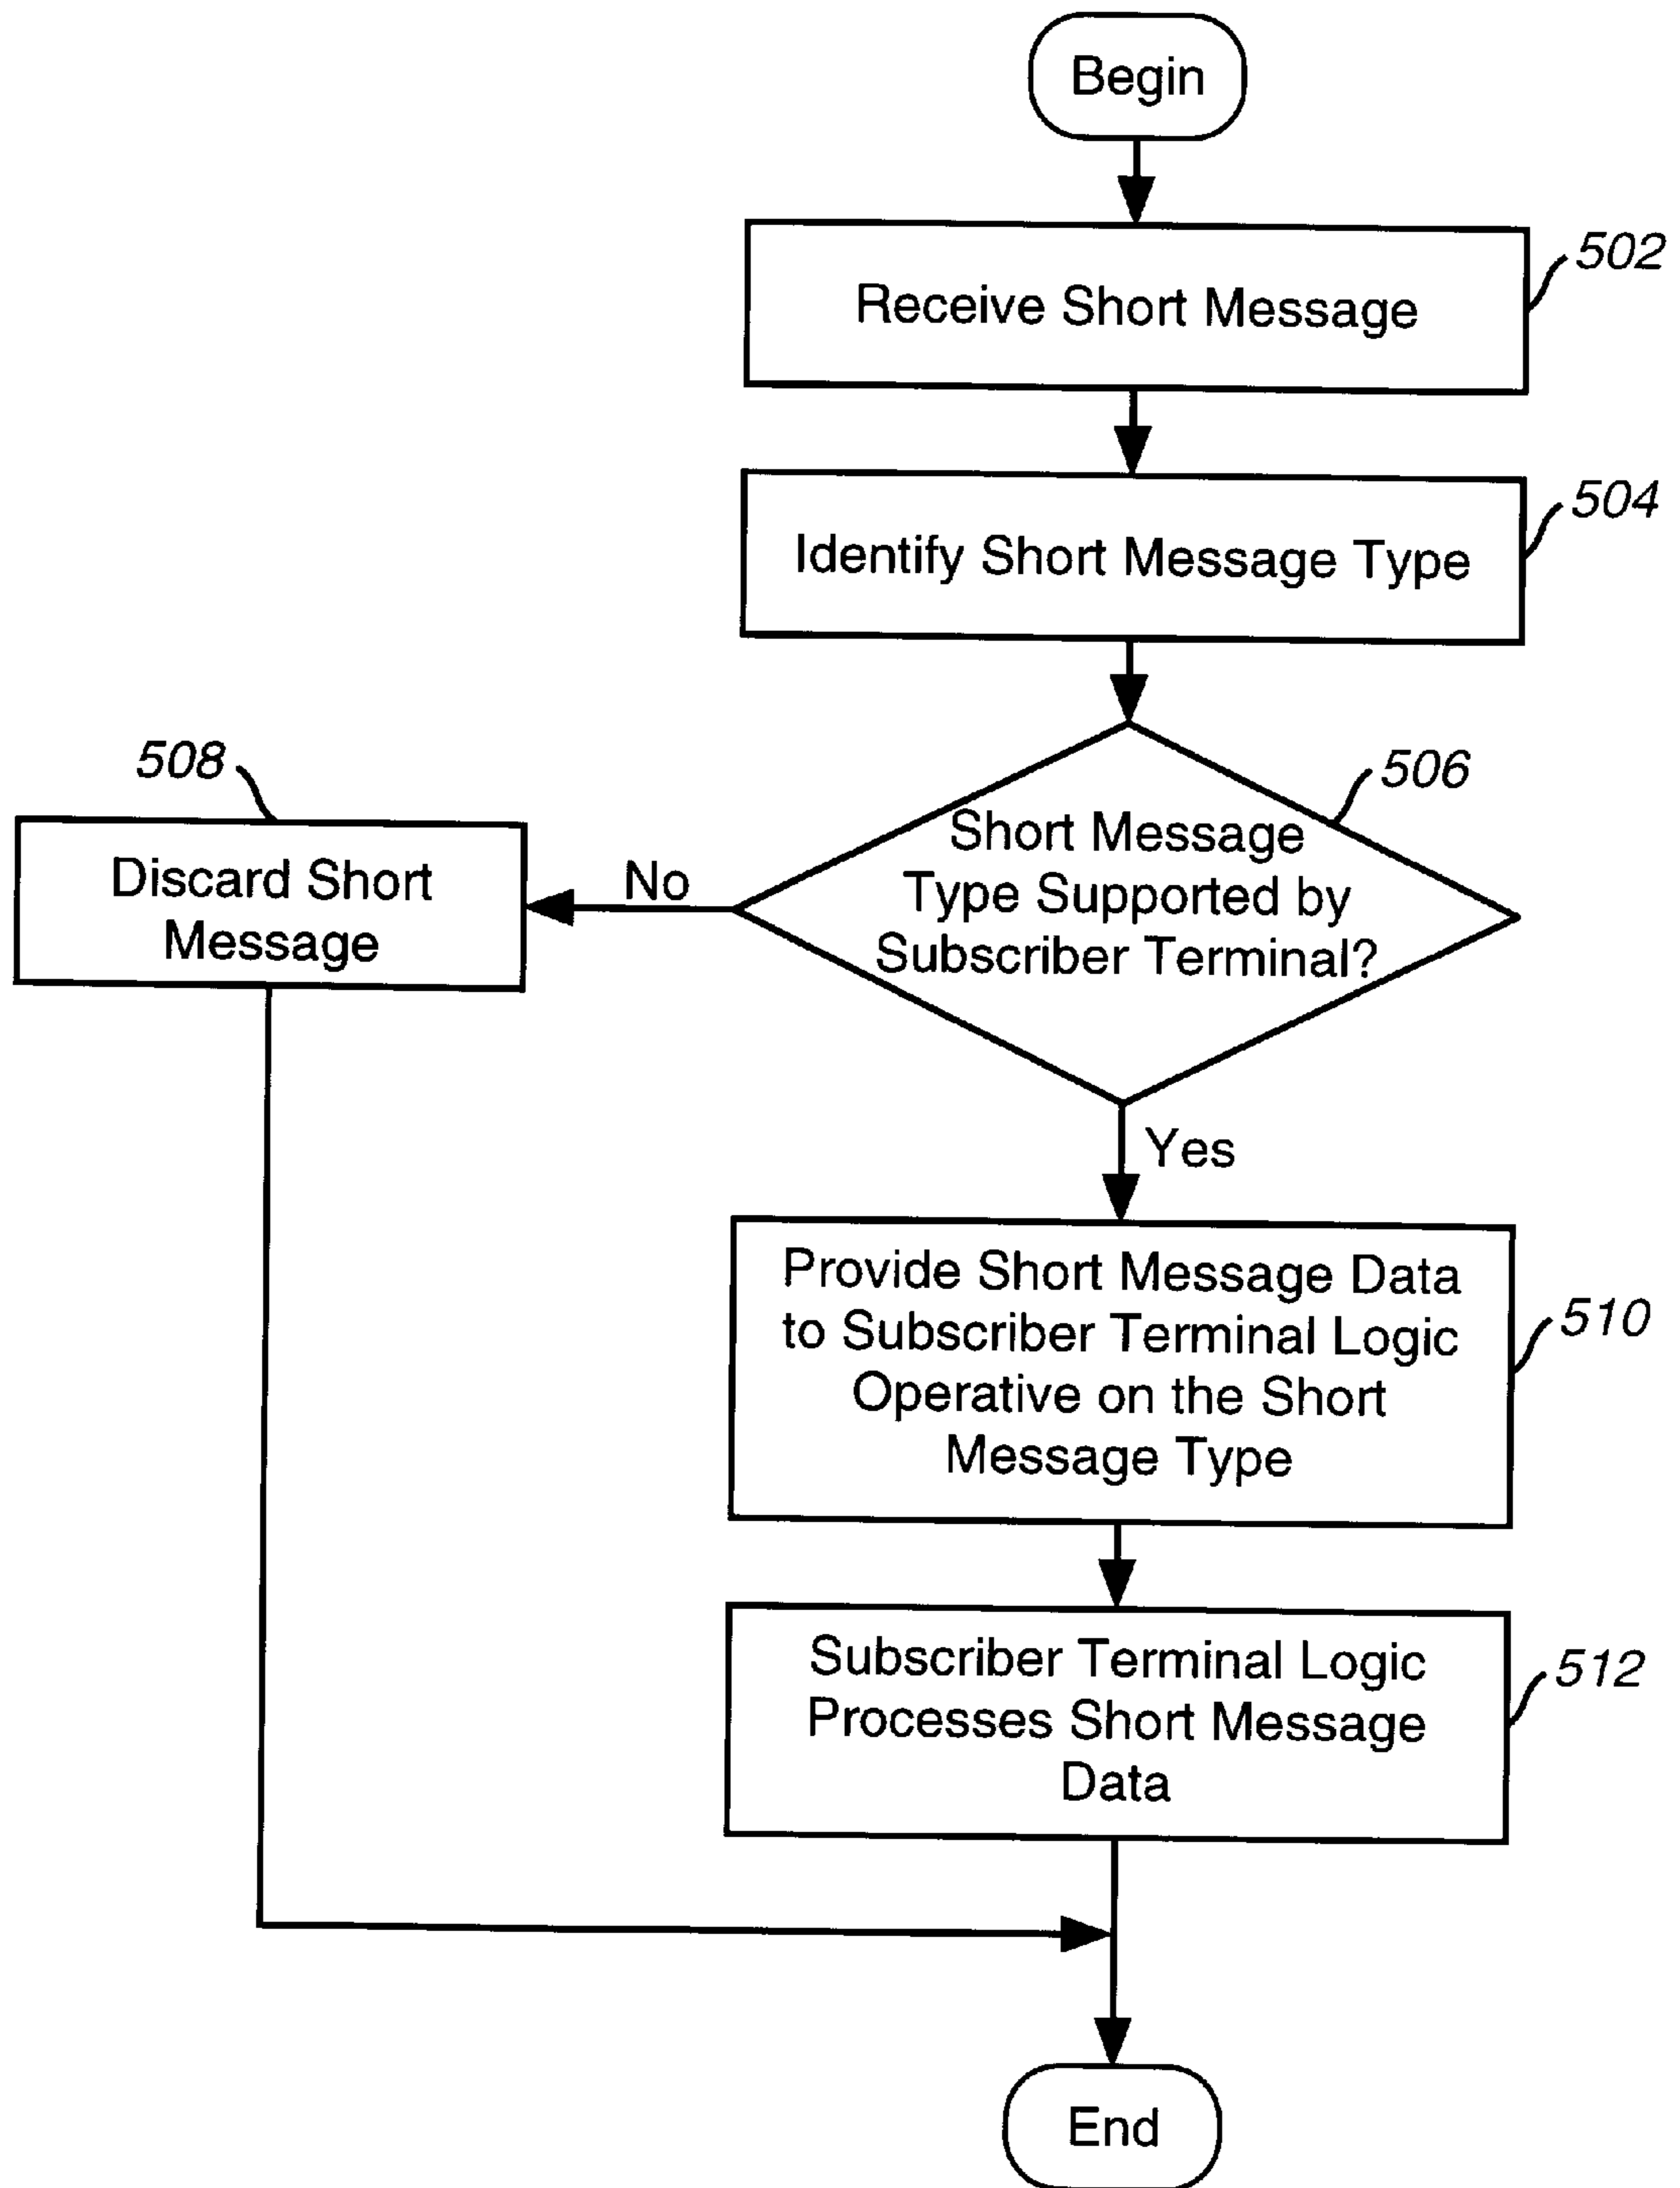 Begin
502
Receive Short Message
504
Identify Short Message Type
506
508
Short Message
Type Supported by
Subscriber Terminal?
No
Discard Short
Message
Yes
Provide Short Message Data
to Subscriber Terminal Logic
Operative on the Short
Message Type
510
Subscriber Terminal Logic
Processes Short Message
Data
512
End